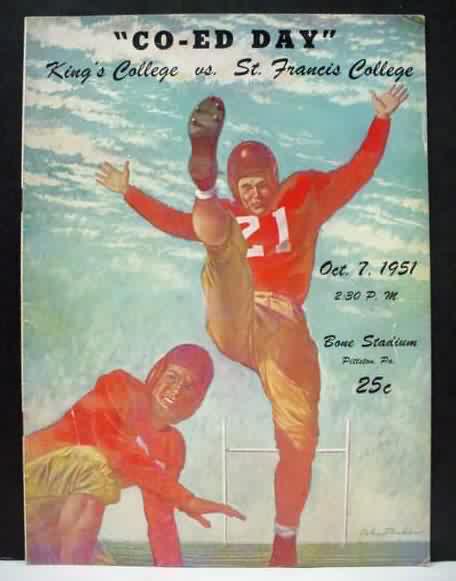 "CO-ED DAY"
King's College vs. St. Francis College
21
Oct. 7, 1951
2:30 P. M.
Bone Stadium
Pittston, Pa.
25c